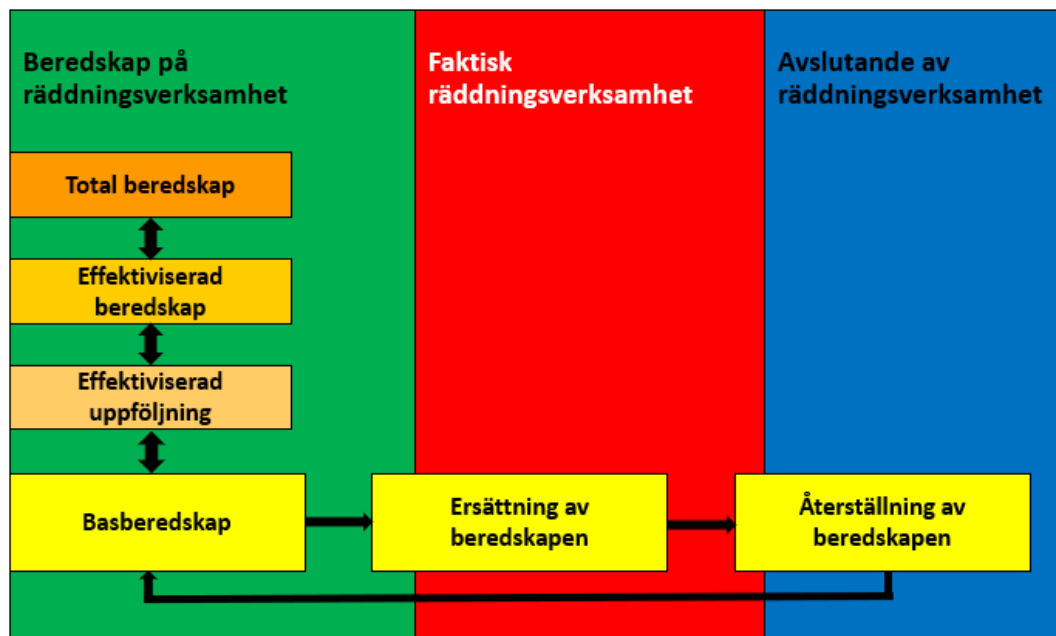 Beredskap på
räddningsverksamhet
Faktisk
räddningsverksamhet
Avslutande av
räddningsverksamhet
Total beredskap
Effektiviserad
beredskap
Effektiviserad
uppföljning
Basberedskap
Ersättning av
beredskapen
Återställning av
beredskapen